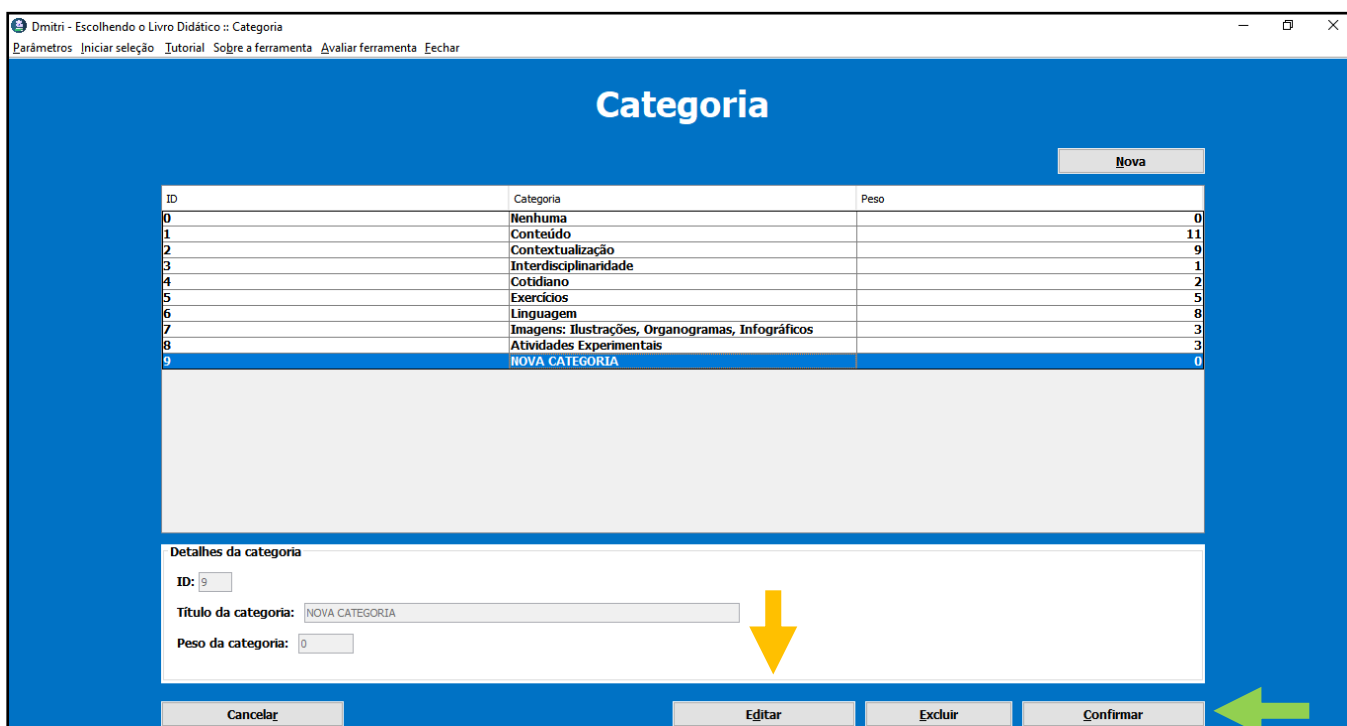 Dmitri - Escolhendo o Livro Didático :: Categoria
Parâmetros Iniciar seleção Tutorial Sobre a ferramenta Avaliar ferramenta Fechar
Categoria
Nova
ID Categoria Peso
0 Nenhuma 0
1 Conteúdo 11
2 Contextualização 9
3 Interdisciplinaridade 1
4 Cotidiano 2
5 Exercícios 5
6 Linguagem 8
7 Imagens: Ilustrações, Organogramas, Infográficos 3
8 Atividades Experimentais 3
9 NOVA CATEGORIA 0
Detalhes da categoria
ID: 9
Título da categoria: NOVA CATEGORIA
Peso da categoria: 0
Cancelar Editar Excluir Confirmar